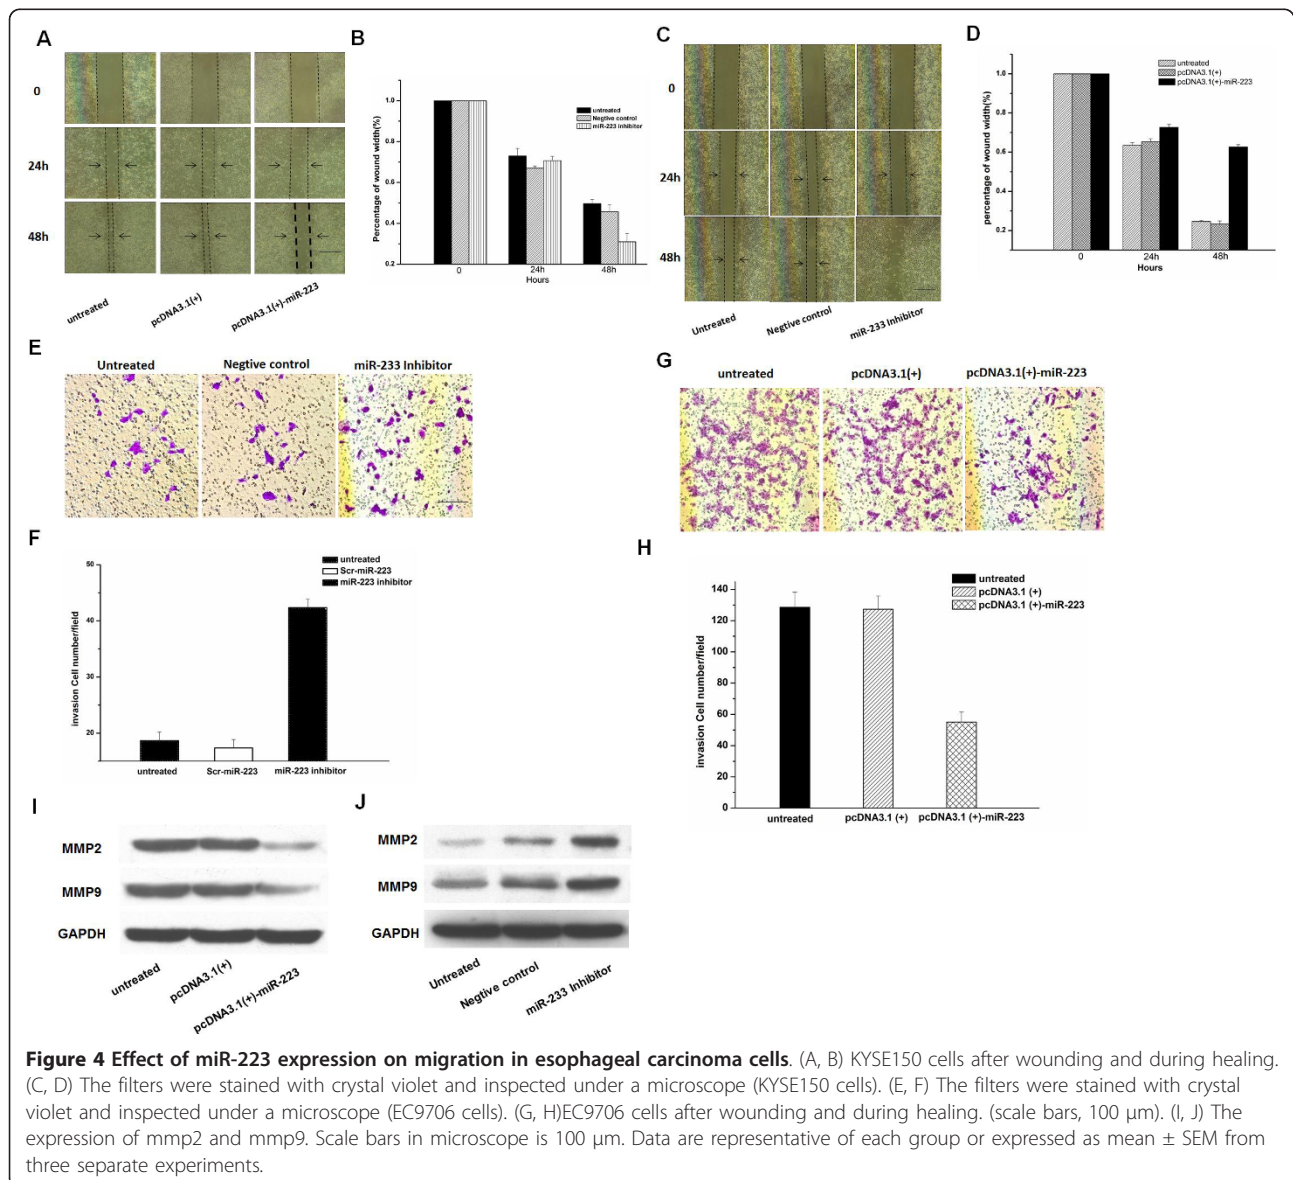 A
0
24h
48h
untreated
pcDNA3.1(+)
pcDNA3.1(+)-miR-223
B
Percentage of wound width(%)
1.0
0.8
0.6
0.4
0.2
untreated
Negtive control
miR-223 inhibitor
0
24h
48h
Hours
C
0
24h
48h
Untreated
Negtive control
miR-233 Inhibitor
D
percentage of wound width(%)
1.0
0.8
0.6
0.4
0.2
untreated
pcDNA3.1(+)
pcDNA3.1(+)-miR-223
0
24h
48h
Hours
E
Untreated
Negtive control
miR-233 Inhibitor
F
invasion Cell number/field
50
40
30
20
untreated
Scr-miR-223
miR-223 inhibitor
untreated
Scr-miR-223
miR-223 inhibitor
G
untreated
pcDNA3.1(+)
pcDNA3.1(+)-miR-223
H
invasion Cell number/field
140
120
100
80
60
40
20
0
untreated
pcDNA3.1 (+)
pcDNA3.1 (+)-miR-223
untreated
pcDNA3.1 (+)
pcDNA3.1 (+)-miR-223
I
MMP2
MMP9
GAPDH
untreated
pcDNA3.1(+)
pcDNA3.1(+)-miR-223
J
MMP2
MMP9
GAPDH
Untreated
Negtive control
miR-233 Inhibitor
Figure 4 Effect of miR-223 expression on migration in esophageal carcinoma cells. (A, B) KYSE150 cells after wounding and during healing.
(C, D) The filters were stained with crystal violet and inspected under a microscope (KYSE150 cells). (E, F) The filters were stained with crystal
violet and inspected under a microscope (EC9706 cells). (G, H)EC9706 cells after wounding and during healing. (scale bars, 100 μm). (I, J) The
expression of mmp2 and mmp9. Scale bars in microscope is 100 μm. Data are representative of each group or expressed as mean ± SEM from
three separate experiments.